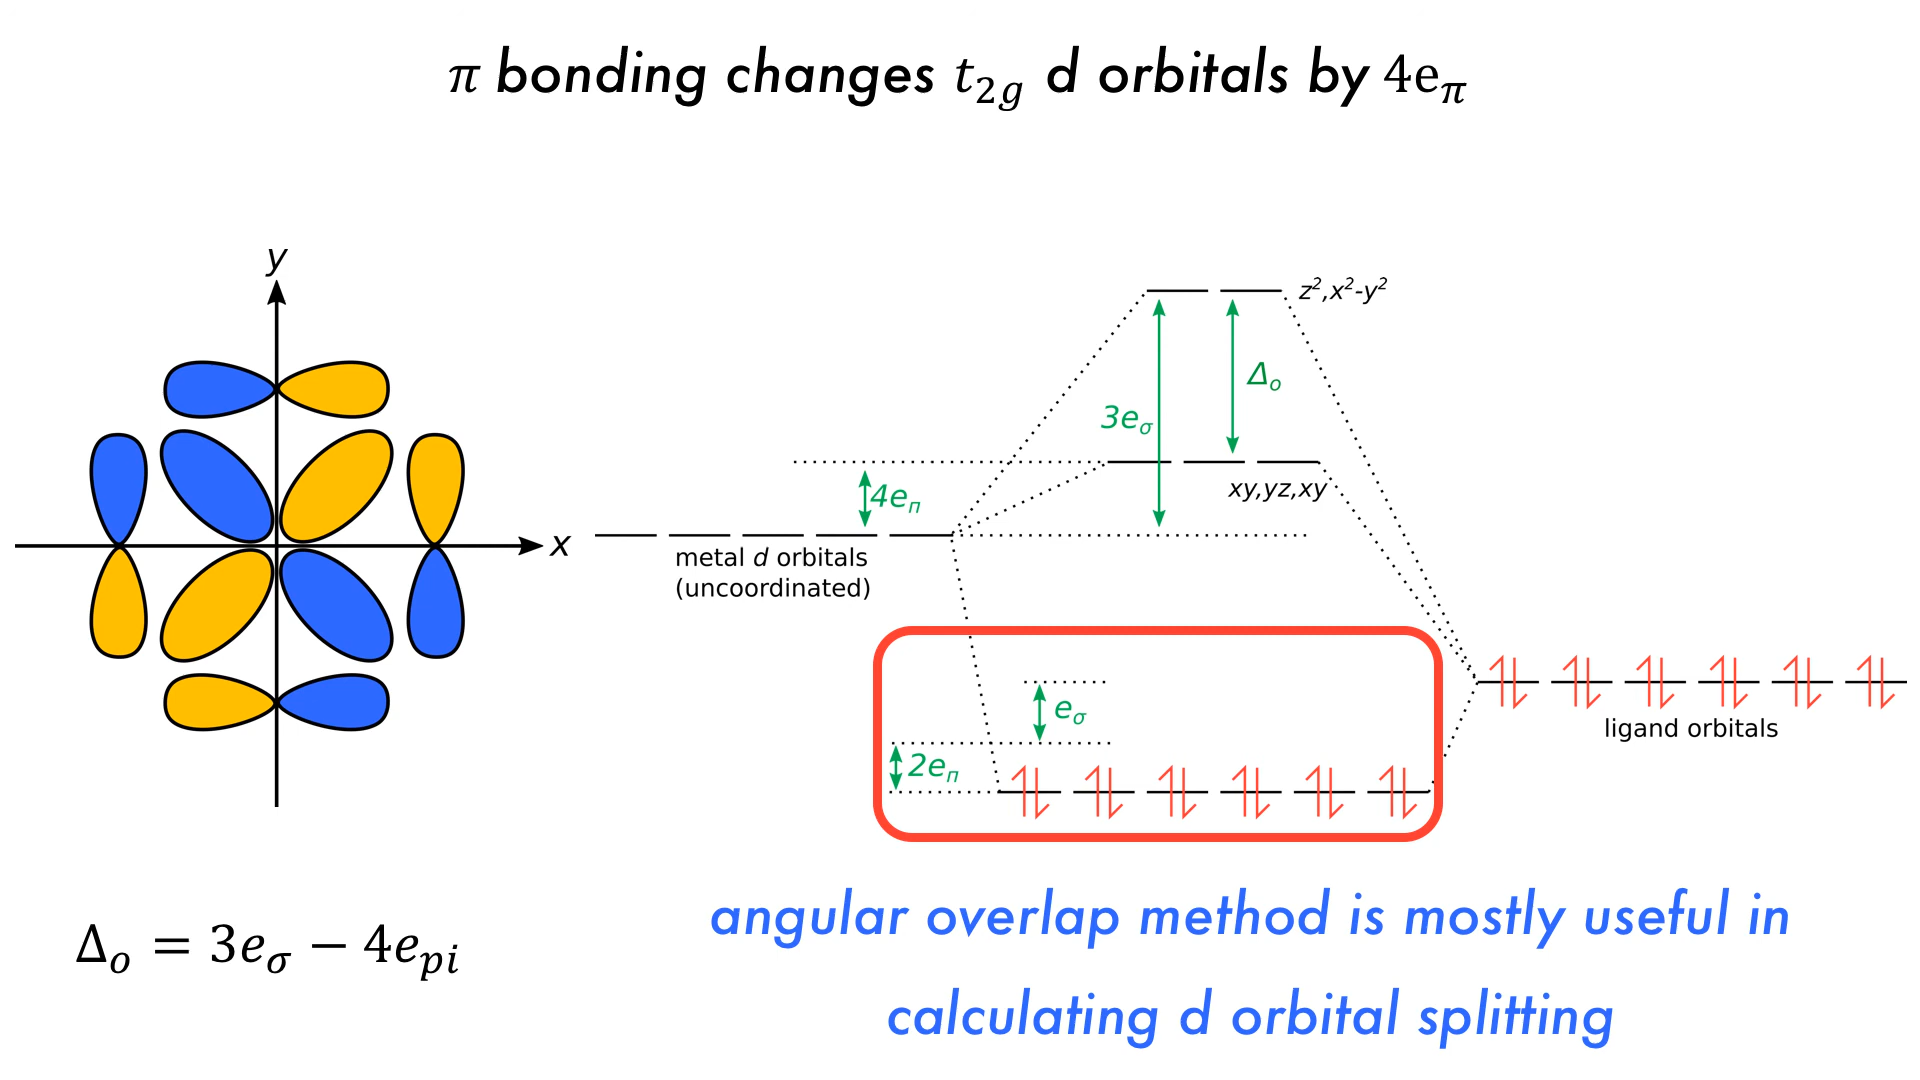 π bonding changes t₂g d orbitals by 4eπ
y
x
z²,x²-y²
Δₒ
3eσ
4eπ
xy,yz,xy
metal d orbitals
(uncoordinated)
eσ
2eπ
ligand orbitals
Δₒ = 3eσ − 4epi
angular overlap method is mostly useful in
calculating d orbital splitting